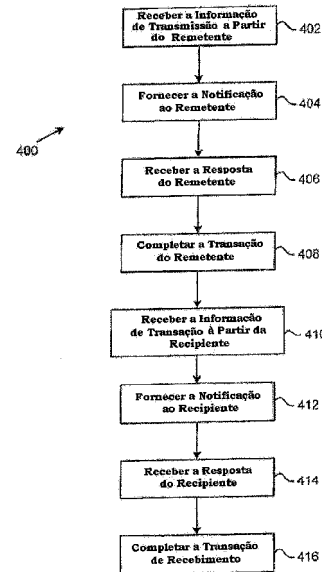 Receber a Informação
de Transmissão a Partir
do Remetente
402
Fornecer a Notificação
ao Remetente
404
400
Receber a Resposta
do Remetente
406
Completar a Transação
do Remetente
408
Receber a Informacão
de Transação à Partir da
Recipiente
410
Fornecer a Notificação
ao Recipiente
412
Receber a Resposta
do Recipiente
414
Completar a Transação
de Recebimento
416